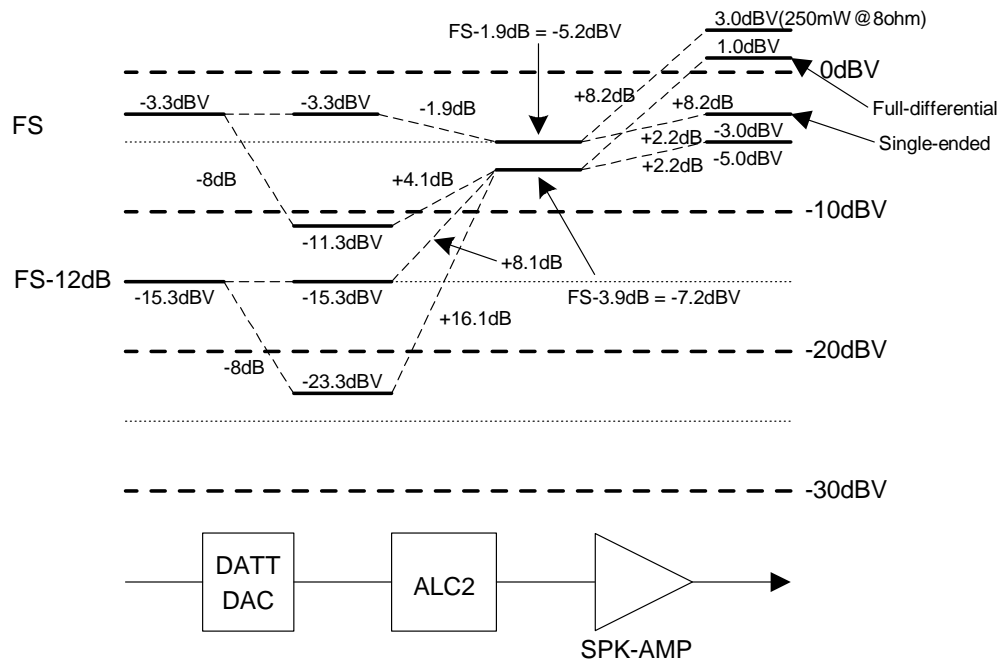 3.0dBV(250mW @ 8ohm)
FS-1.9dB = -5.2dBV
1.0dBV
0dBV
+8.2dB
Full-differential
-3.3dBV
-3.3dBV
-1.9dB
+8.2dB
FS
-3.0dBV
+2.2dB
Single-ended
-5.0dBV
+2.2dB
-8dB
+4.1dB
-10dBV
-11.3dBV
+8.1dB
FS-12dB
-15.3dBV
-15.3dBV
FS-3.9dB = -7.2dBV
+16.1dB
-20dBV
-8dB
-23.3dBV
-30dBV
DATT
DAC
ALC2
SPK-AMP